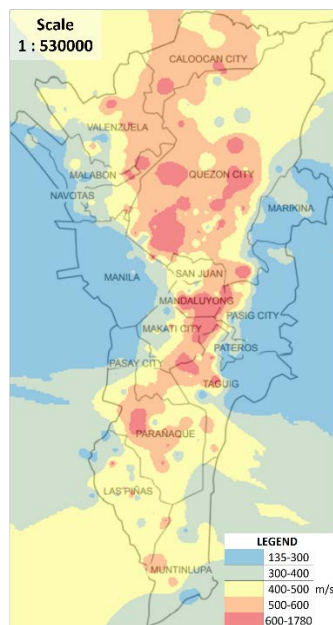 Scale
1 : 530000
CALOOCAN CITY
VALENZUELA
MALABON
QUEZON CITY
NAVOTAS
MARIKINA
SAN JUAN
MANILA
MANDALUYONG
PASIG CITY
MAKATI CITY
PATEROS
PASAY CITY
TAGUIG
PARAÑAQUE
LAS PIÑAS
MUNTINLUPA
LEGEND
135-300
300-400
400-500 m/s
500-600
600-1780